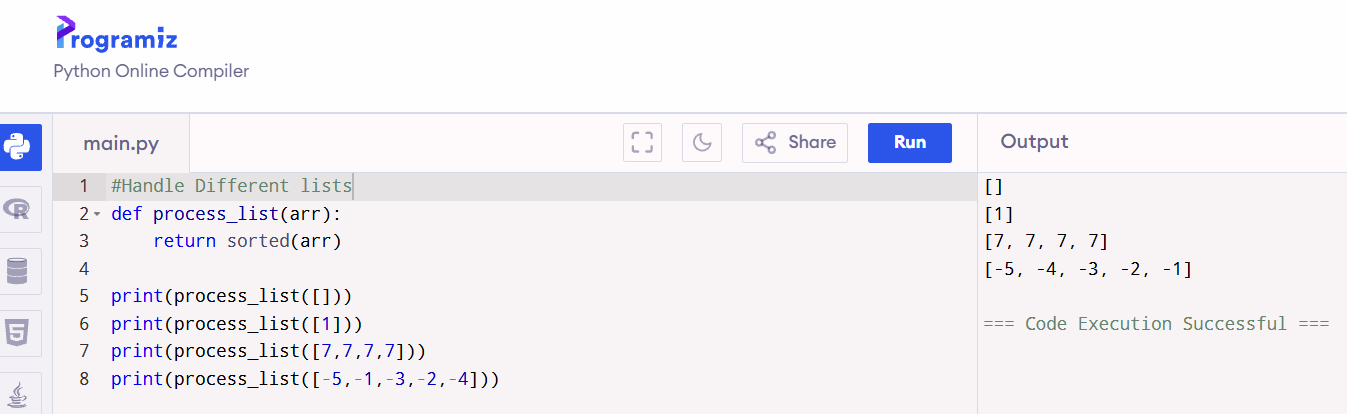 Programiz
Python Online Compiler
main.py
Share
Run
Output
1 #Handle Different lists
2 def process_list(arr):
3     return sorted(arr)
4
5 print(process_list([]))
6 print(process_list([1]))
7 print(process_list([7,7,7,7]))
8 print(process_list([-5,-1,-3,-2,-4]))
[]
[1]
[7, 7, 7, 7]
[-5, -4, -3, -2, -1]
=== Code Execution Successful ===